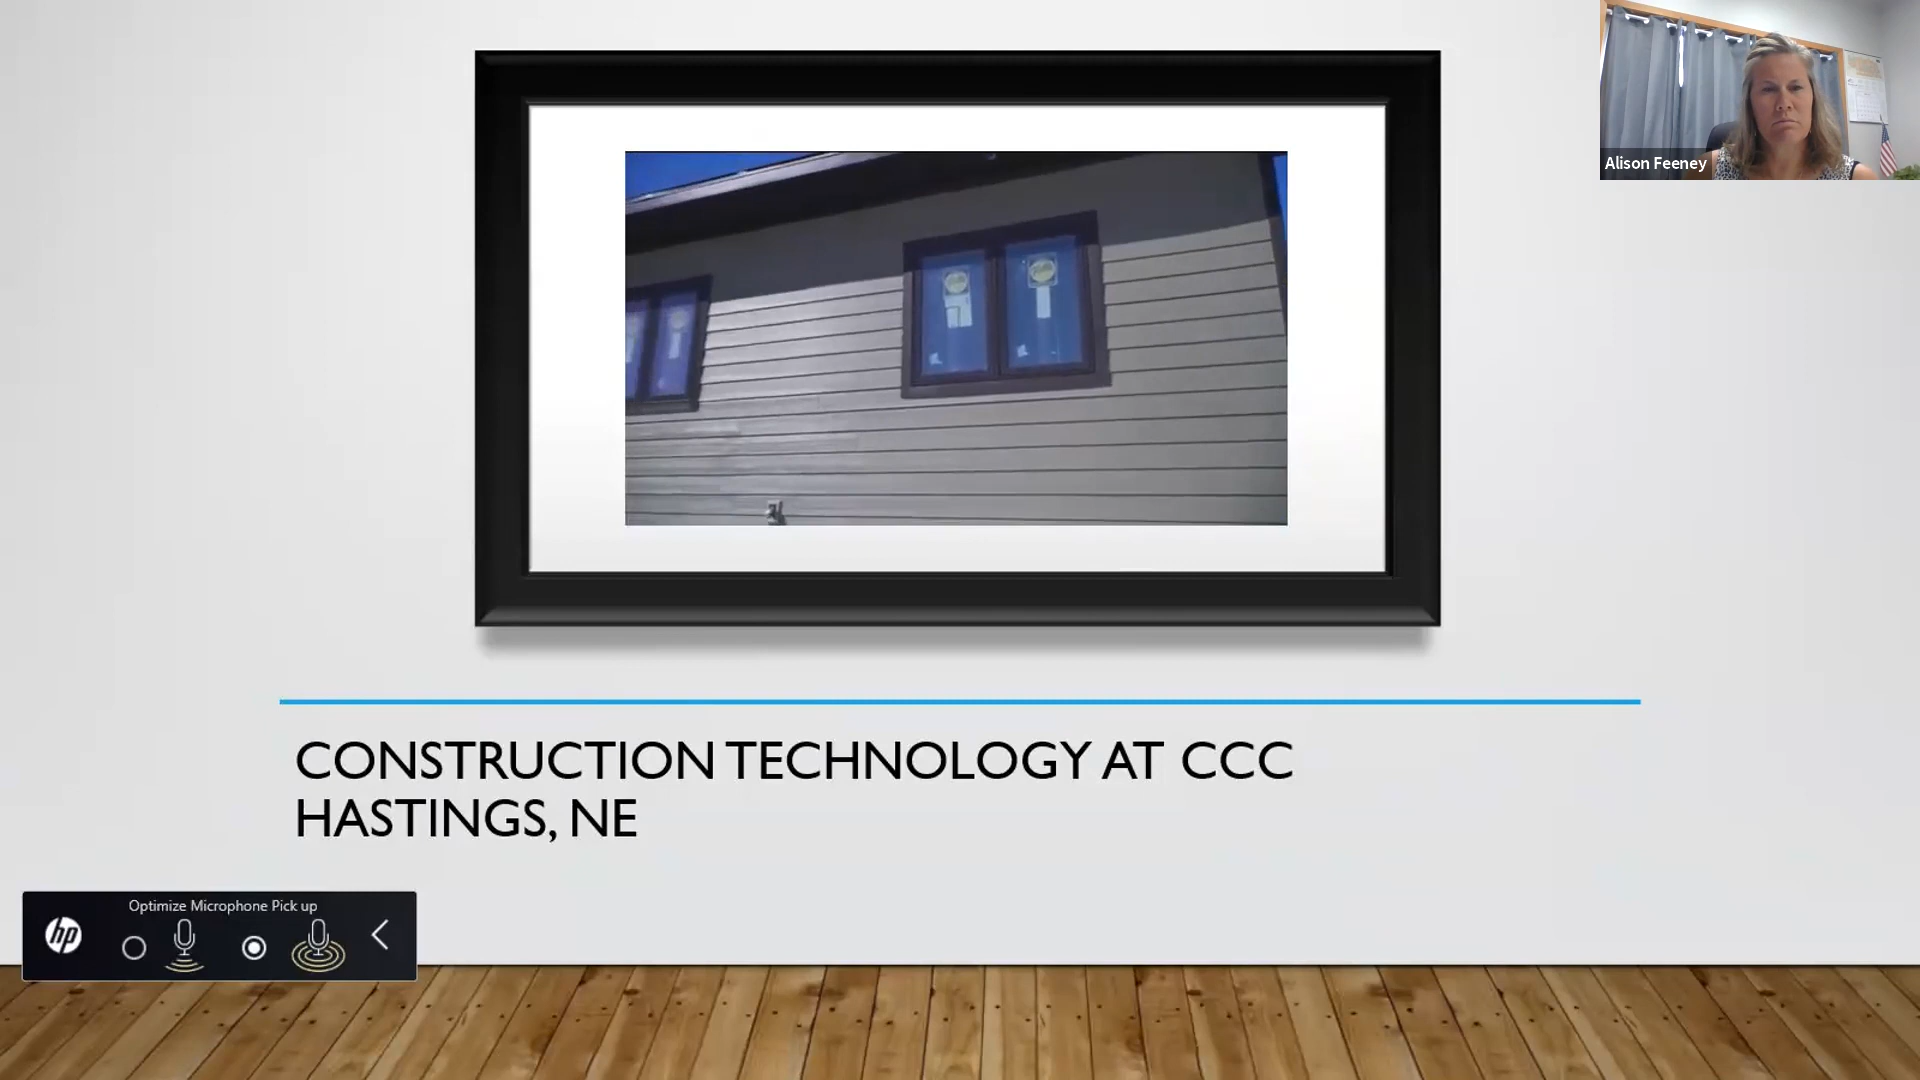 Alison Feeney
CONSTRUCTION TECHNOLOGY AT CCC
HASTINGS, NE
Optimize Microphone Pick up
hp